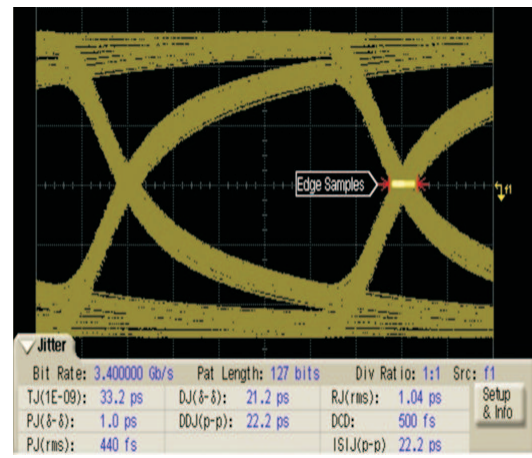 Edge Samples
f1
Jitter
Bit Rate: 3.400000 Gb/s Pat Length: 127 bits Div Ratio: 1:1 Src: f1
TJ(1E-09): 33.2 ps DJ(δ-δ): 21.2 ps RJ(rms): 1.04 ps Setup & Info
PJ(δ-δ): 1.0 ps DDJ(p-p): 22.2 ps DCD: 500 fs
PJ(rms): 440 fs ISIJ(p-p) 22.2 ps